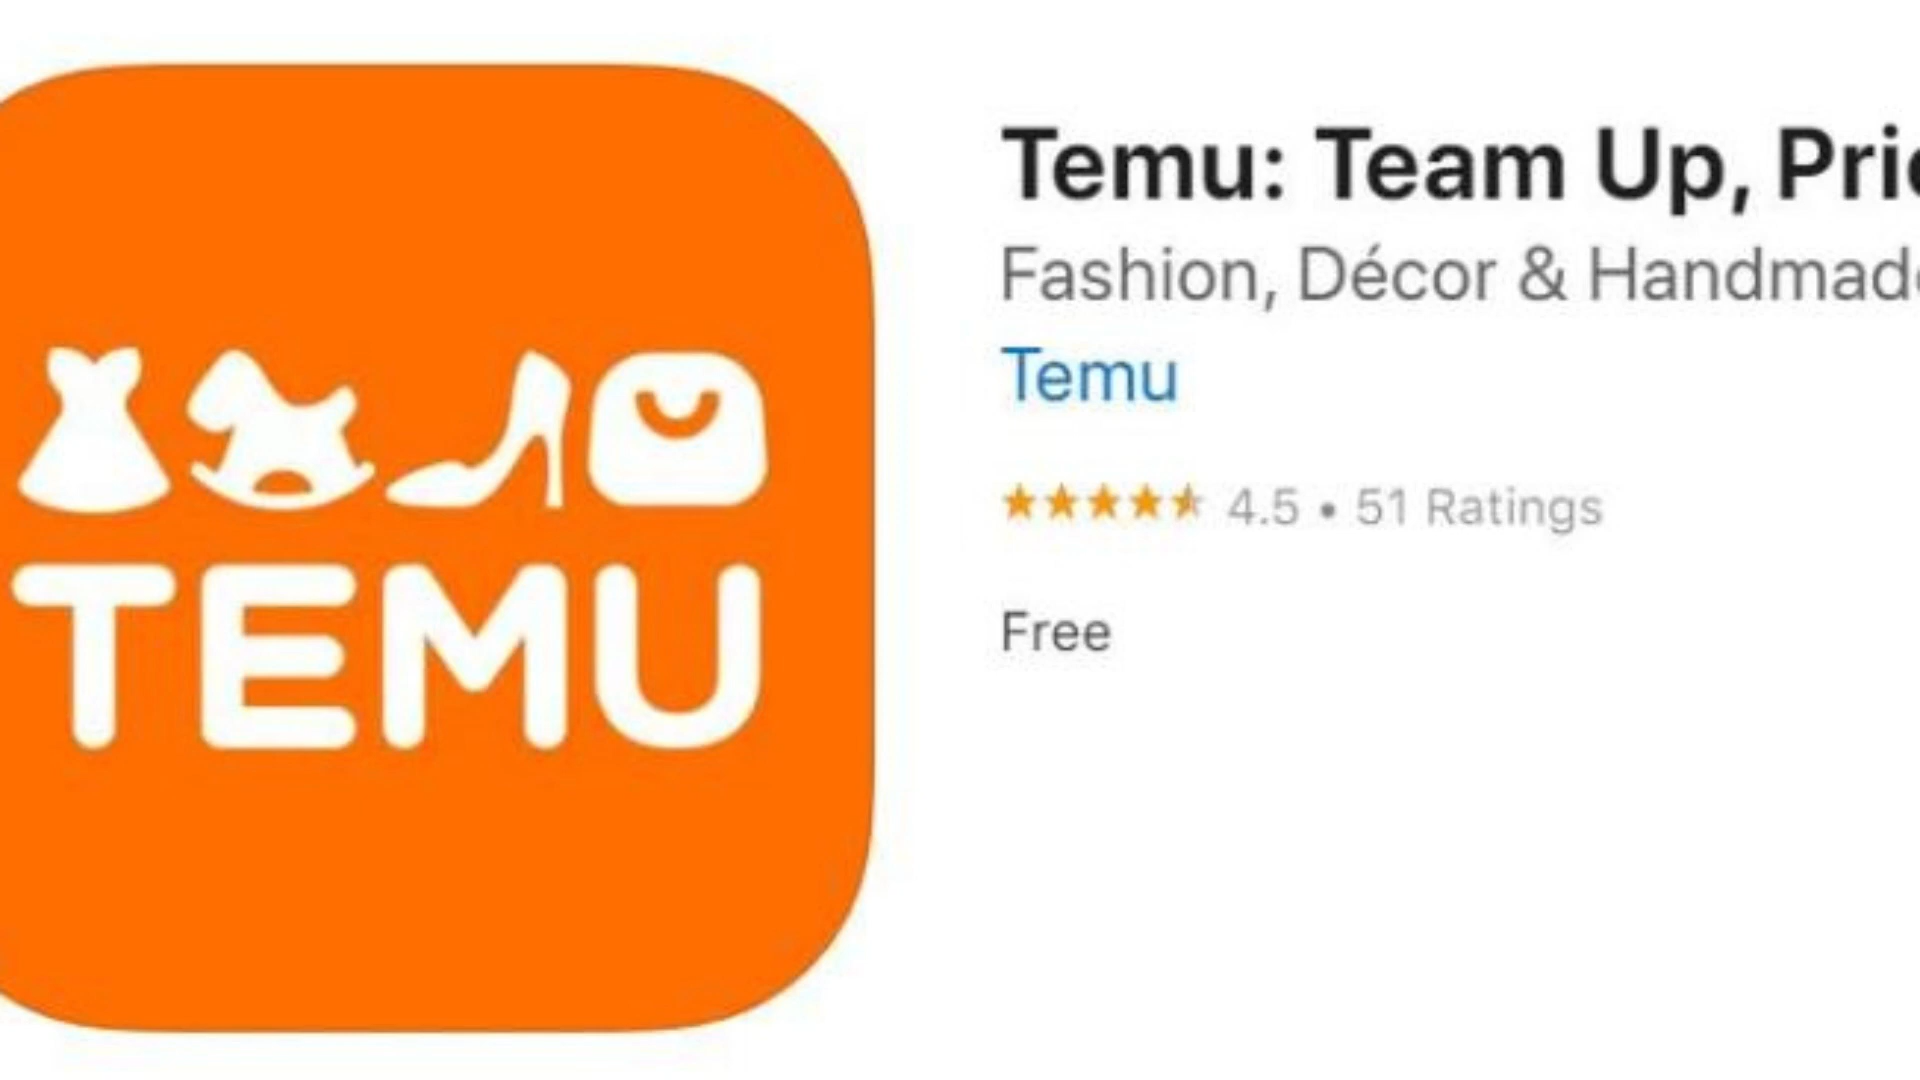 TEMU
Temu: Team Up,
Fashion, Décor &
Temu
4.5 • 51 Ratings
Free